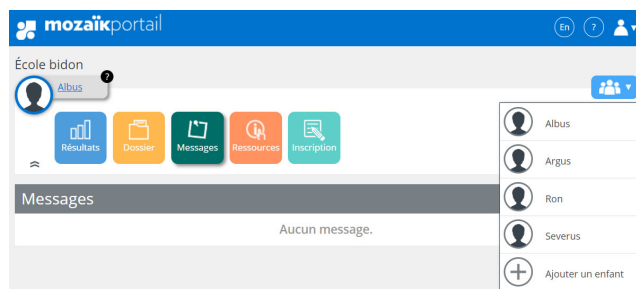 mozaïkportail
En ?
École bidon
Albus ?
Résultats
Dossier
Messages
Ressources
Inscription
Messages
Aucun message.
Albus
Argus
Ron
Severus
Ajouter un enfant